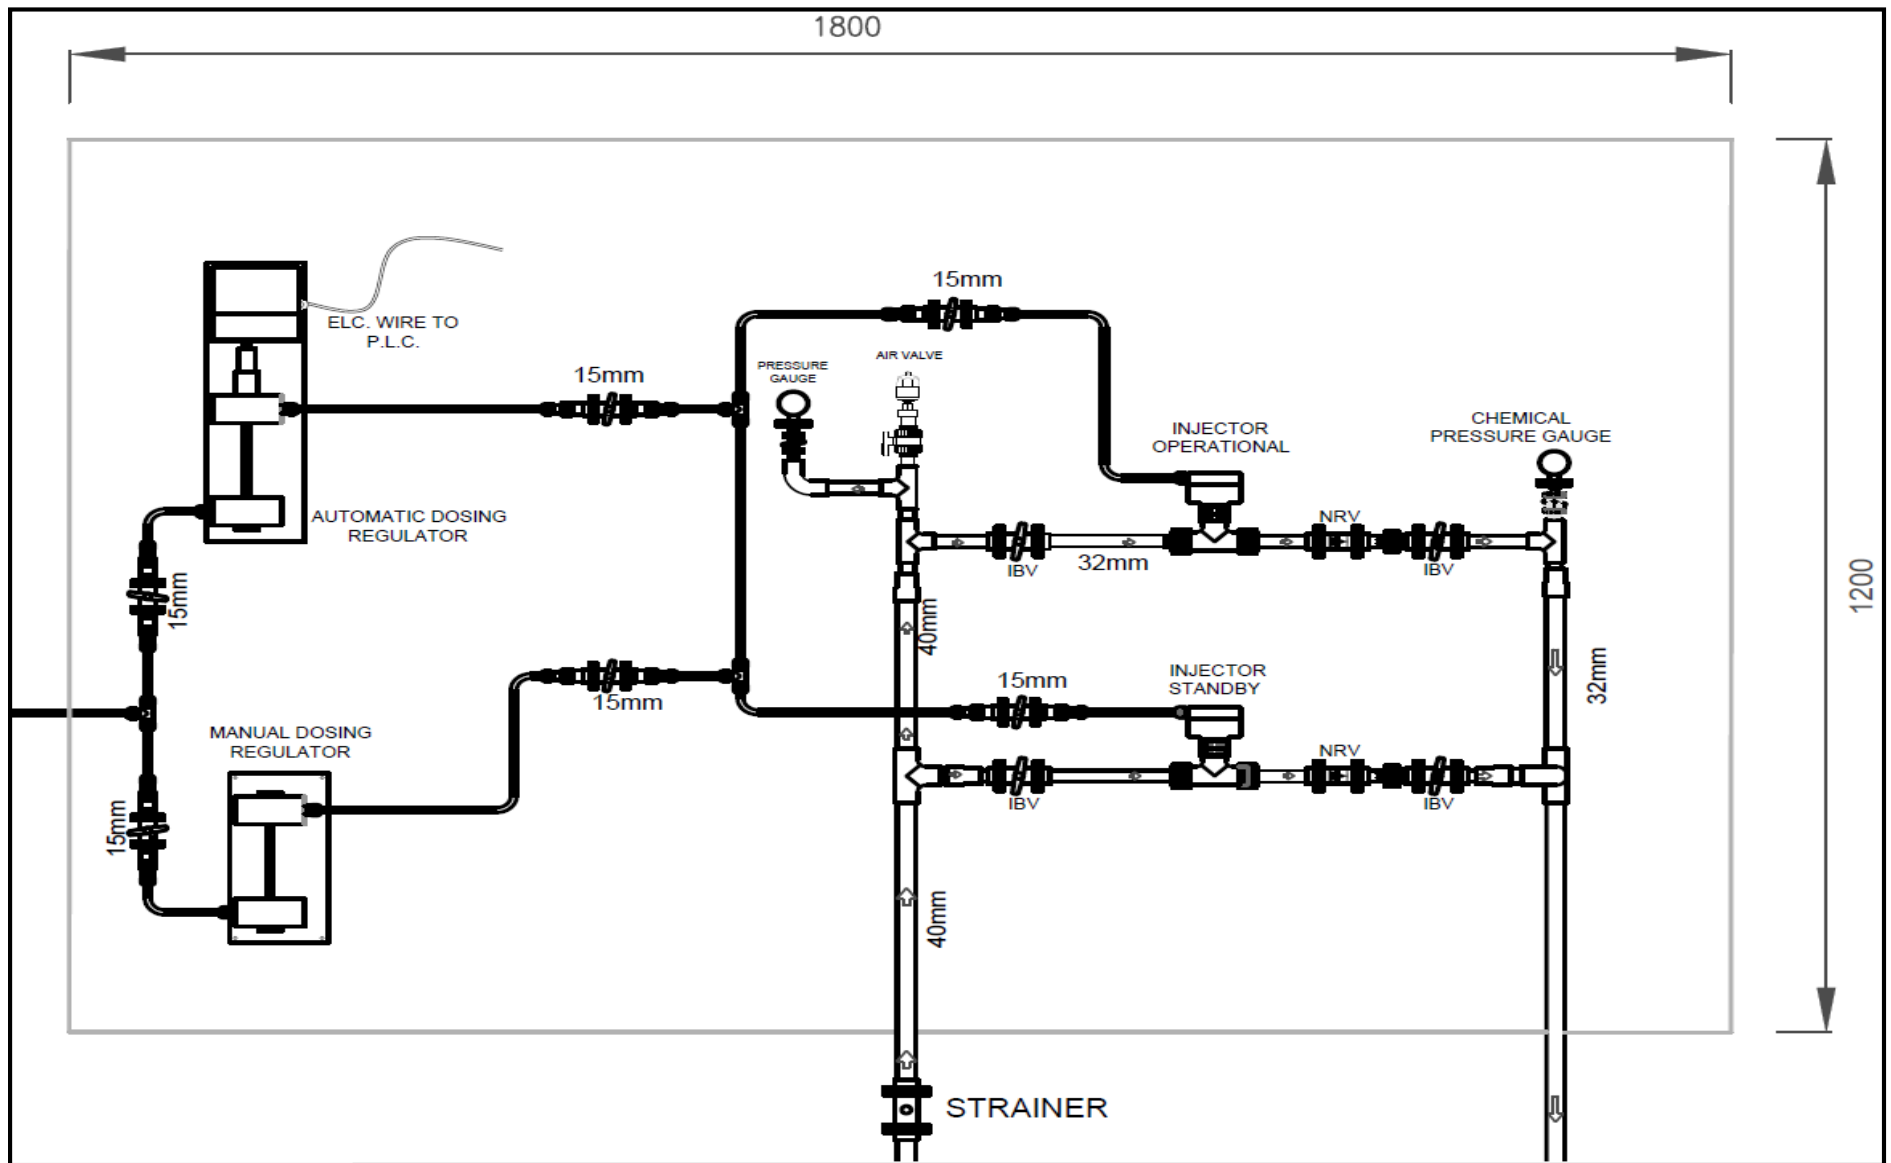 1800
15mm
ELC. WIRE TO
P.L.C.
AIR VALVE
PRESSURE
GAUGE
15mm
CHEMICAL
PRESSURE GAUGE
INJECTOR
OPERATIONAL
AUTOMATIC DOSING
REGULATOR
NRV
32mm
IBV
IBV
15mm
40mm
1200
INJECTOR
STANDBY
15mm
32mm
15mm
MANUAL DOSING
REGULATOR
NRV
IBV
IBV
15mm
40mm
STRAINER